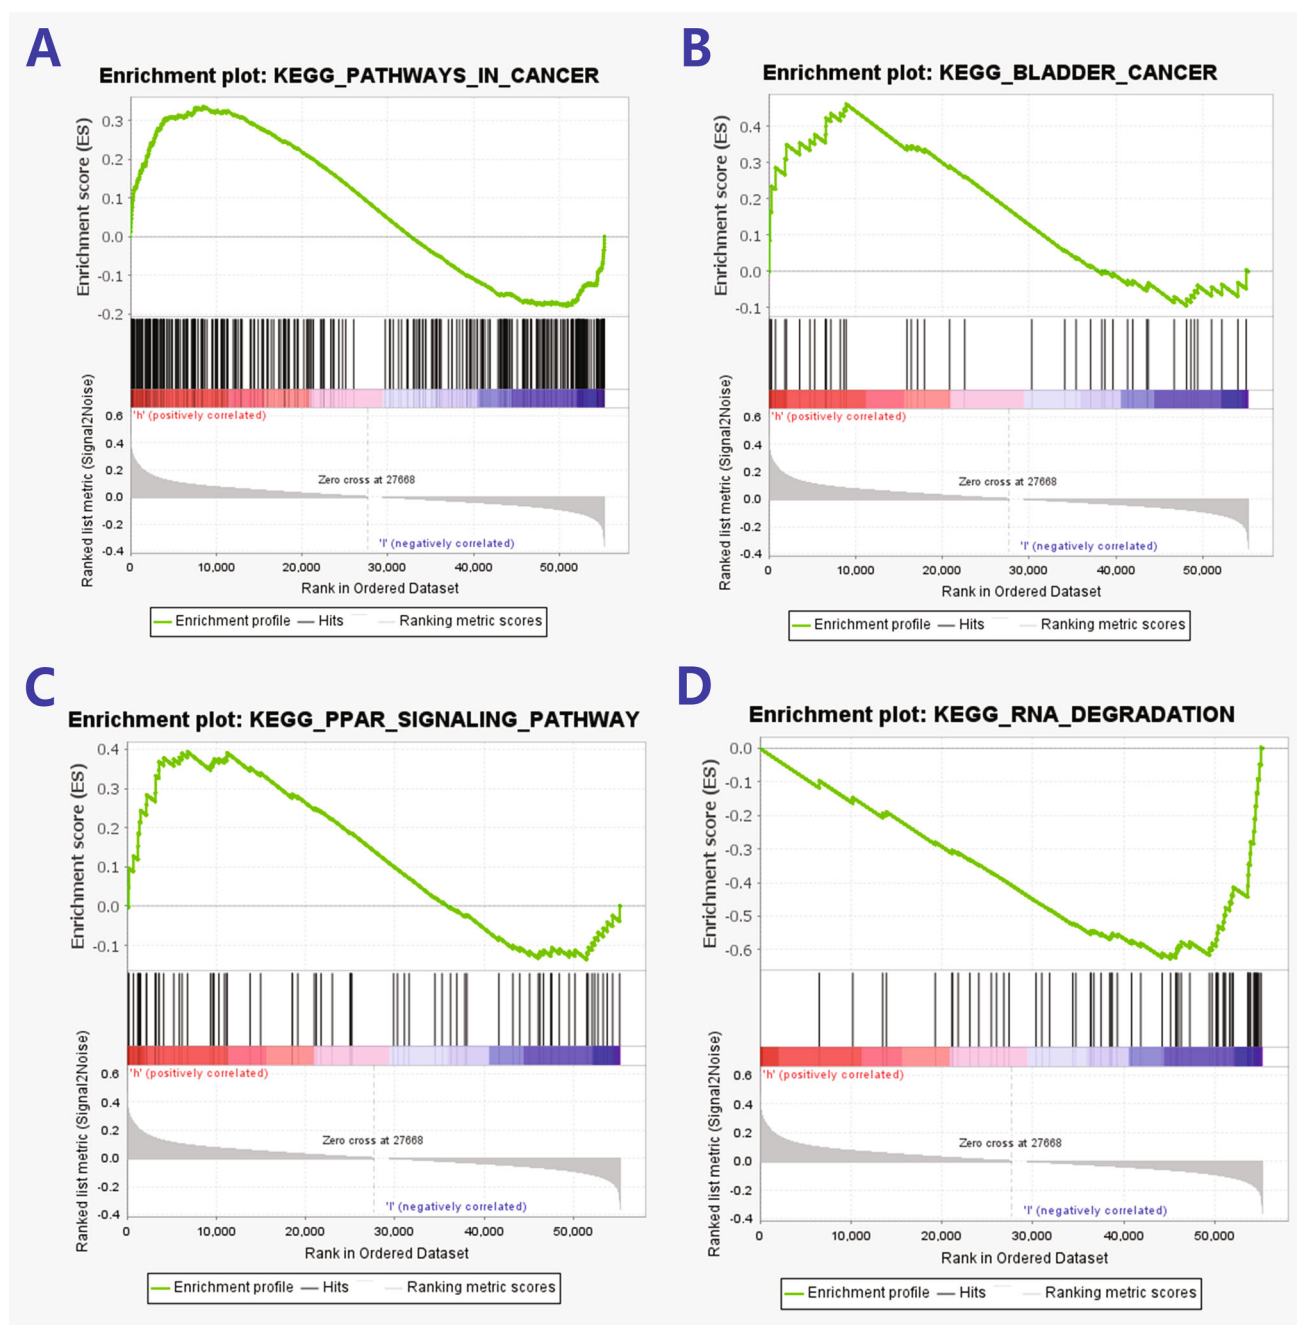 A
Enrichment plot: KEGG_PATHWAYS_IN_CANCER
Enrichment score (ES)
0.3
0.2
0.1
0.0
-0.1
-0.2
Ranked list metric (Signal2Noise)
'h' (positively correlated)
0.6
0.4
0.2
0.0
-0.2
-0.4
Zero cross at 27668
'l' (negatively correlated)
0 10,000 20,000 30,000 40,000 50,000
Rank in Ordered Dataset
Enrichment profile Hits Ranking metric scores
B
Enrichment plot: KEGG_BLADDER_CANCER
Enrichment score (ES)
0.4
0.3
0.2
0.1
0.0
-0.1
Ranked list metric (Signal2Noise)
'h' (positively correlated)
0.6
0.4
0.2
0.0
-0.2
-0.4
Zero cross at 27668
'l' (negatively correlated)
0 10,000 20,000 30,000 40,000 50,000
Rank in Ordered Dataset
Enrichment profile Hits Ranking metric scores
C
Enrichment plot: KEGG_PPAR_SIGNALING_PATHWAY
Enrichment score (ES)
0.4
0.3
0.2
0.1
0.0
-0.1
Ranked list metric (Signal2Noise)
'h' (positively correlated)
0.6
0.4
0.2
0.0
-0.2
-0.4
Zero cross at 27668
'l' (negatively correlated)
0 10,000 20,000 30,000 40,000 50,000
Rank in Ordered Dataset
Enrichment profile Hits Ranking metric scores
D
Enrichment plot: KEGG_RNA_DEGRADATION
Enrichment score (ES)
0.0
-0.1
-0.2
-0.3
-0.4
-0.5
-0.6
Ranked list metric (Signal2Noise)
'h' (positively correlated)
0.6
0.4
0.2
0.0
-0.2
-0.4
Zero cross at 27668
'l' (negatively correlated)
0 10,000 20,000 30,000 40,000 50,000
Rank in Ordered Dataset
Enrichment profile Hits Ranking metric scores